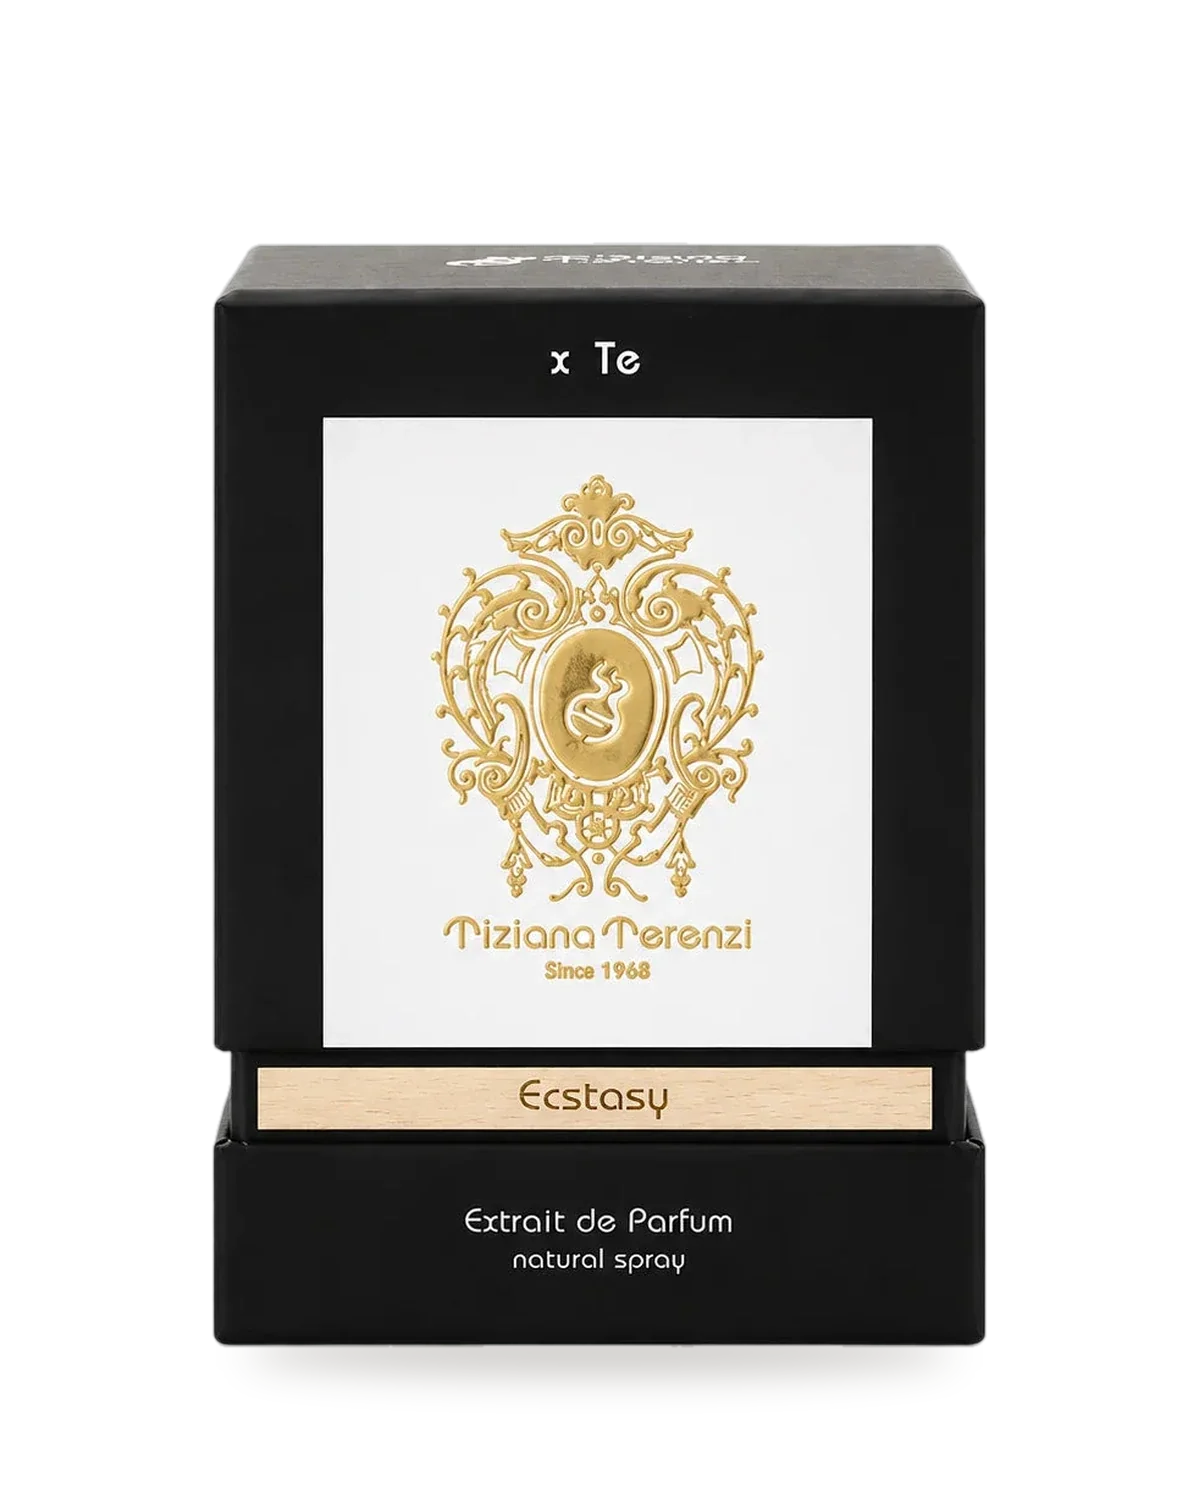 x Te
Tiziana Terenzi
Since 1968
Ecstasy
Extrait de Parfum
natural spray